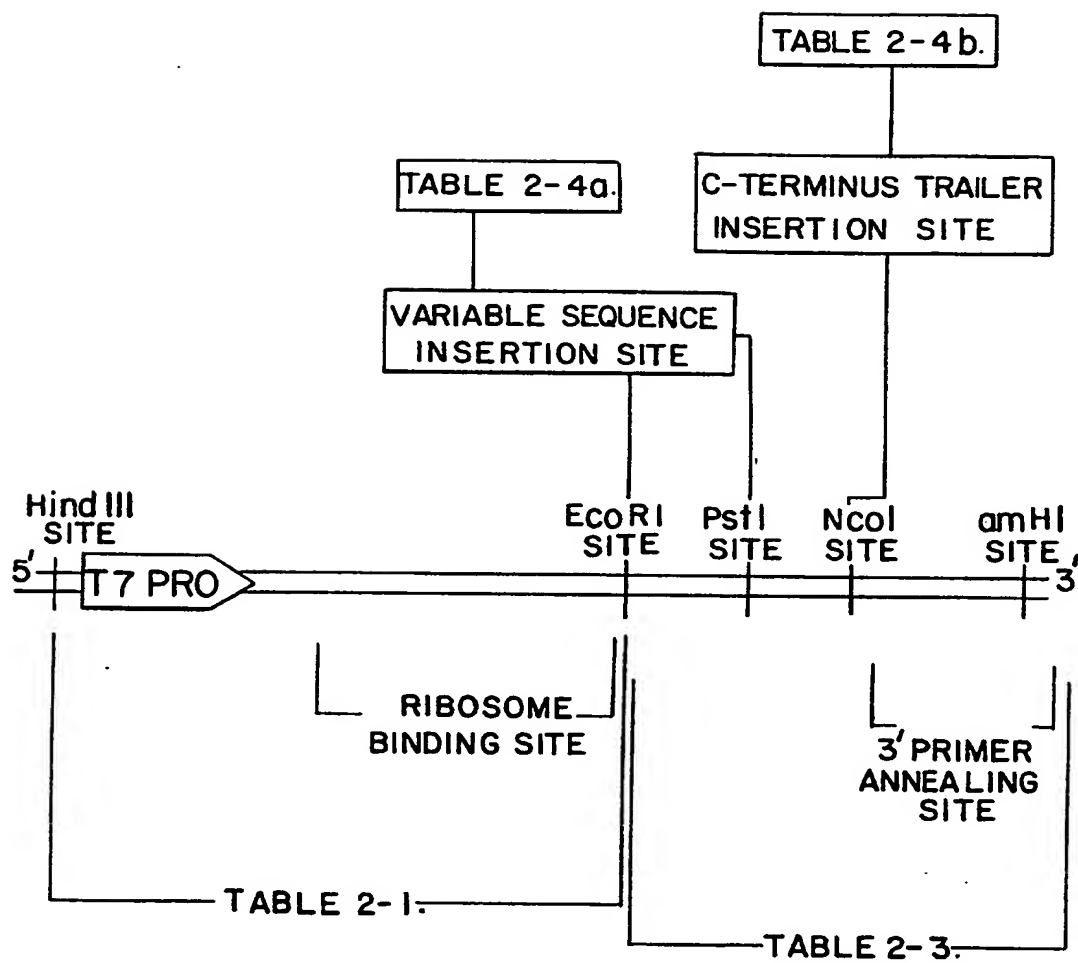 TABLE 2-4b.
TABLE 2-4a.
C-TERMINUS TRAILER
INSERTION SITE
VARIABLE SEQUENCE
INSERTION SITE
Hind III
SITE
EcoRI
SITE
PstI
SITE
NcoI
SITE
amHI
SITE
5'
T7 PRO
3'
RIBOSOME
BINDING SITE
3' PRIMER
ANNEALING
SITE
TABLE 2-1.
TABLE 2-3.